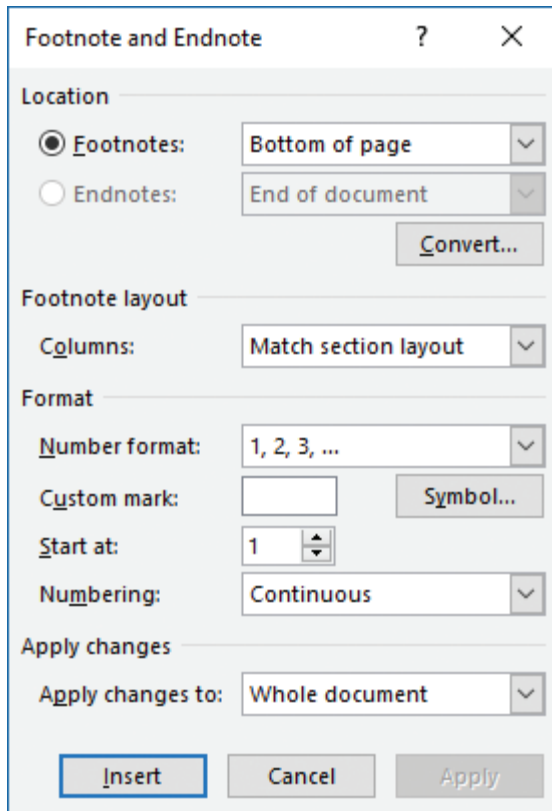 Footnote and Endnote ? ×
Location
Footnotes: Bottom of page
Endnotes: End of document
Convert...
Footnote layout
Columns: Match section layout
Format
Number format: 1, 2, 3, ...
Custom mark: Symbol...
Start at: 1
Numbering: Continuous
Apply changes
Apply changes to: Whole document
Insert Cancel Apply